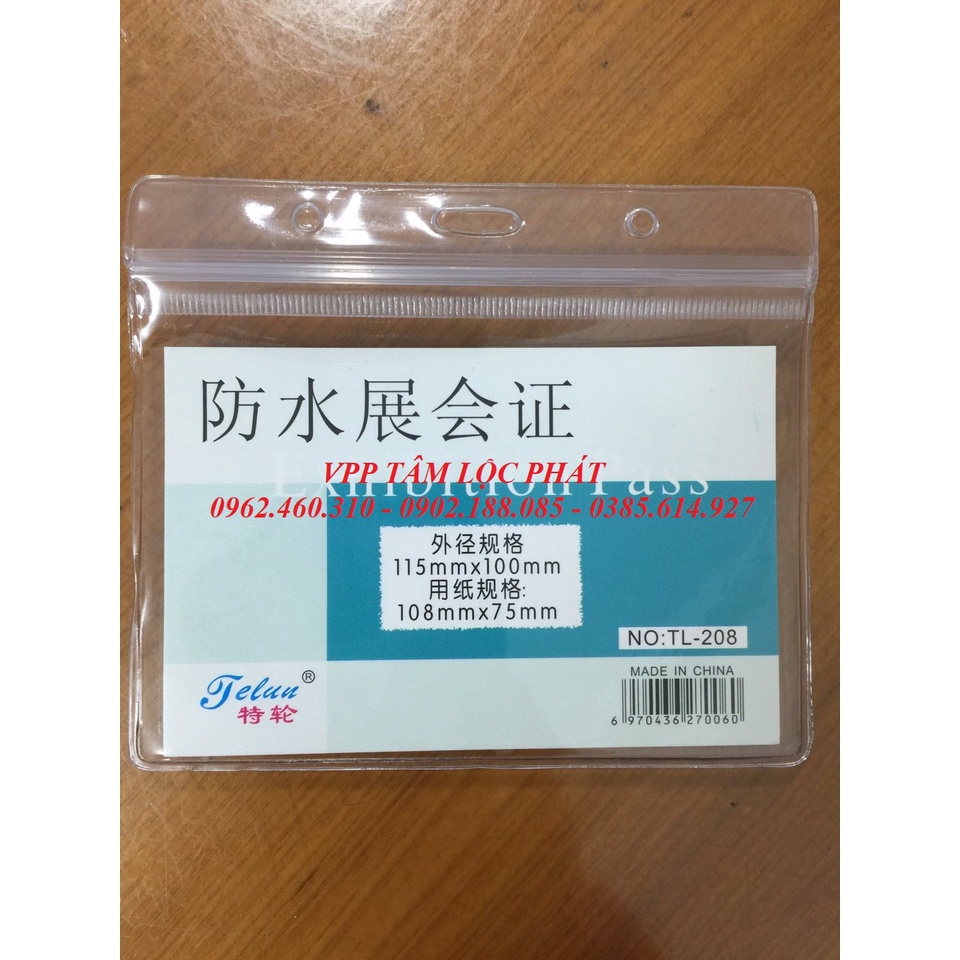 防水展会证
Exhibition Pass
VPP TÂM LỘC PHÁT
0962.460.310 - 0902.188.085 - 0385.614.927
外径规格
115mmx100mm
用纸规格:
108mmx75mm
NO:TL-208
MADE IN CHINA
6 970436 270060
Telun®
特轮